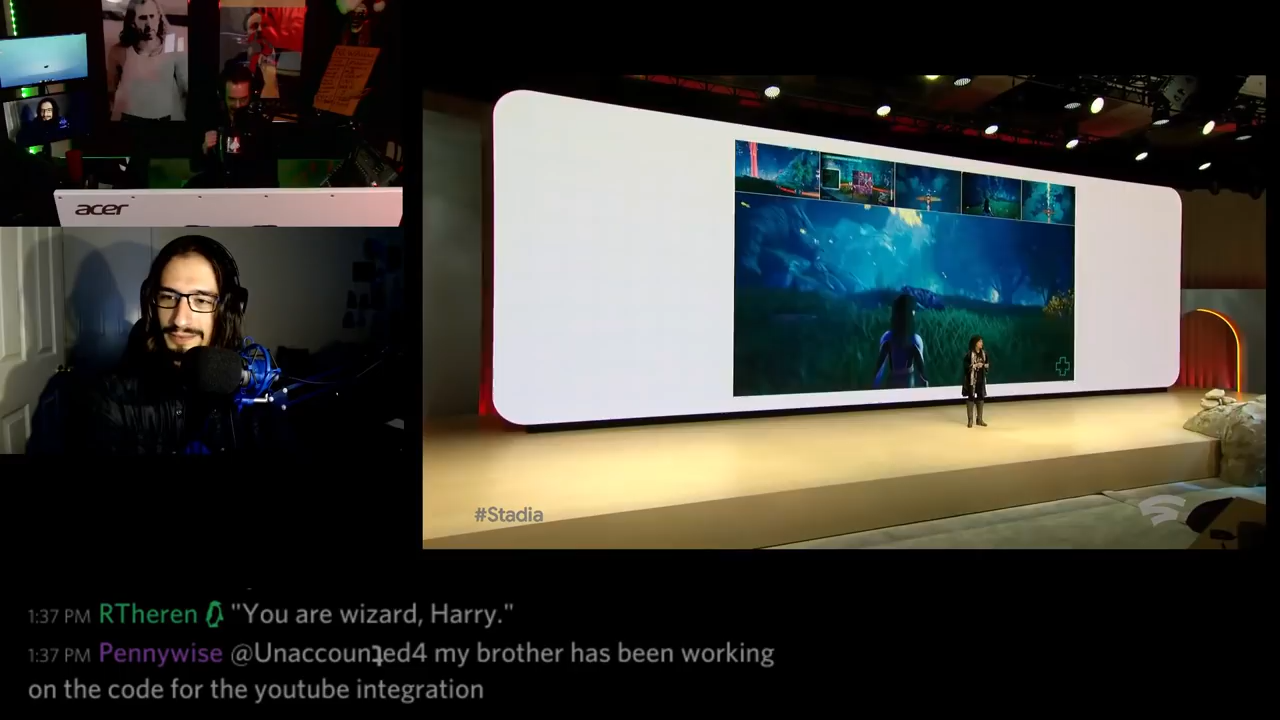 acer
#Stadia
1:37 PM RTheren "You are wizard, Harry."
1:37 PM Pennywise @Unaccounted4 my brother has been working
on the code for the youtube integration